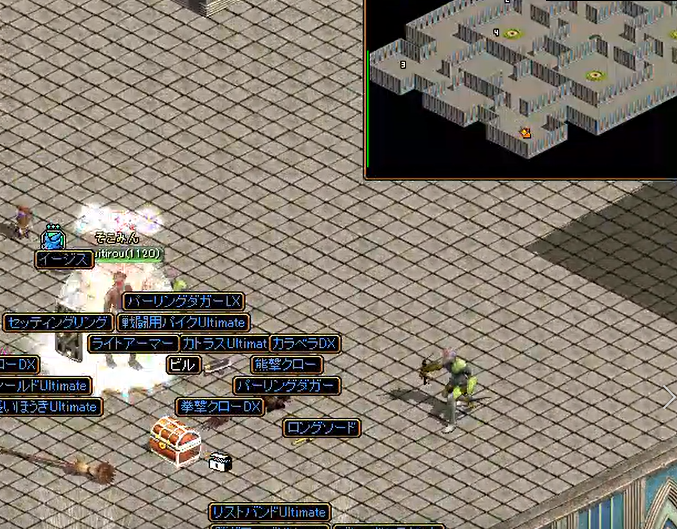 4
3
そこみん
イージス
utirou(1120)
パーリングダガーLX
セッティングリング
戦闘用パイクUltimate
ライトアーマー
カトラスUltimat
カラベラDX
ローDX
ビル
熊撃クロー
ールドUltimate
パーリングダガー
いほうきUltimate
拳撃クローDX
ロングソード
リストバンドUltimate